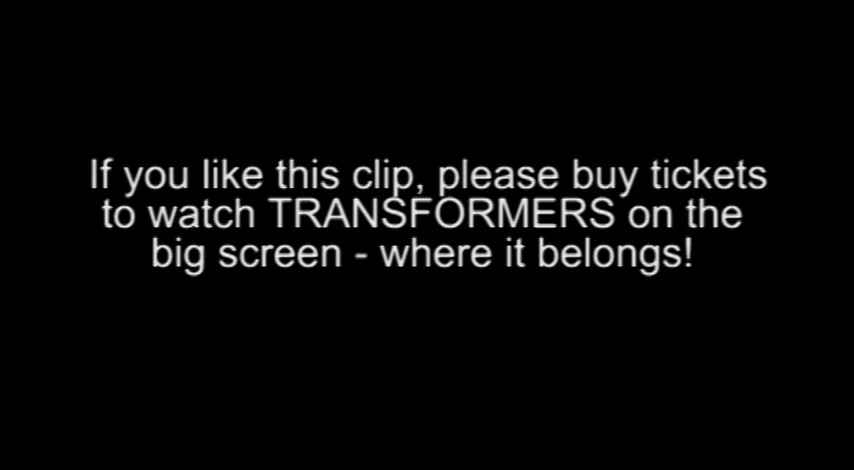 If you like this clip, please buy tickets
to watch TRANSFORMERS on the
big screen - where it belongs!